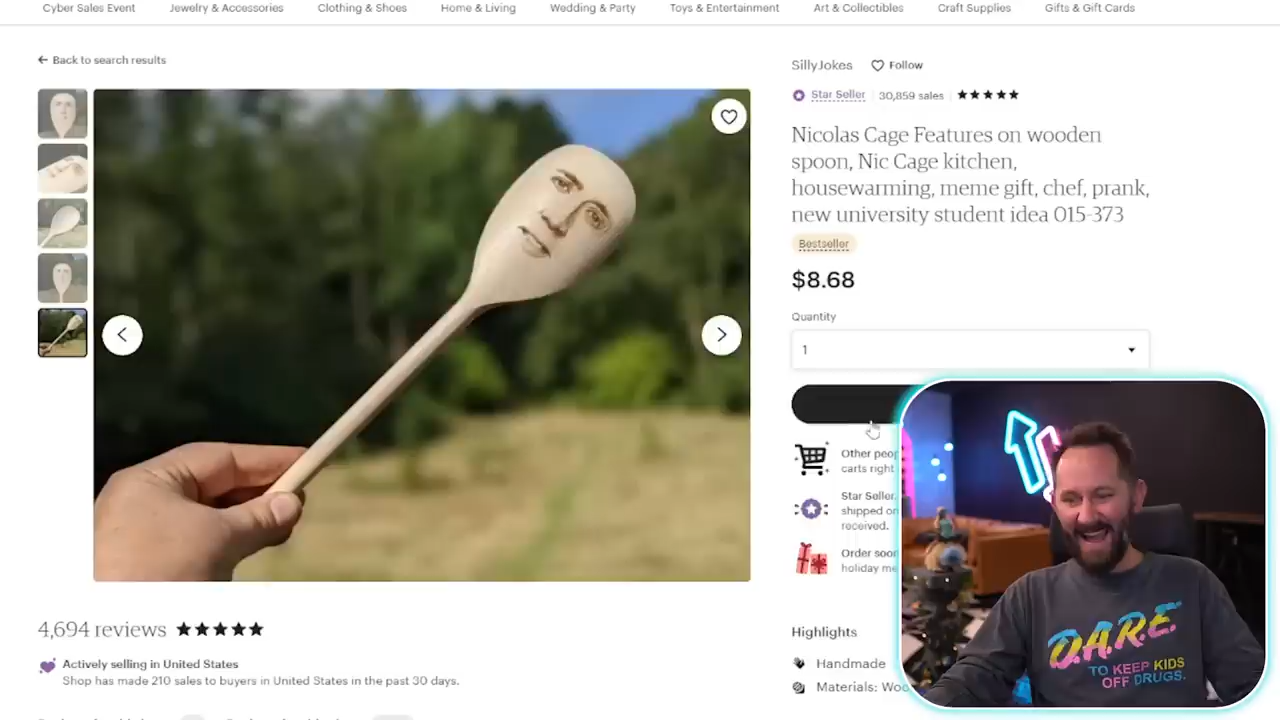 Cyber Sales Event
Jewelry & Accessories
Clothing & Shoes
Home & Living
Wedding & Party
Toys & Entertainment
Art & Collectibles
Craft Supplies
Gifts & Gift Cards
Back to search results
SillyJokes
Follow
Star Seller
30,859 sales
Nicolas Cage Features on wooden
spoon, Nic Cage kitchen,
housewarming, meme gift, chef, prank,
new university student idea 015-373
Bestseller
$8.68
Quantity
1
Other peop
carts right
Star Seller.
shipped on
received.
Order soon
holiday me
4,694 reviews
Actively selling in United States
Shop has made 210 sales to buyers in United States in the past 30 days.
Highlights
Handmade
Materials: Woo
D.A.R.E.
TO KEEP KIDS
OFF DRUGS.